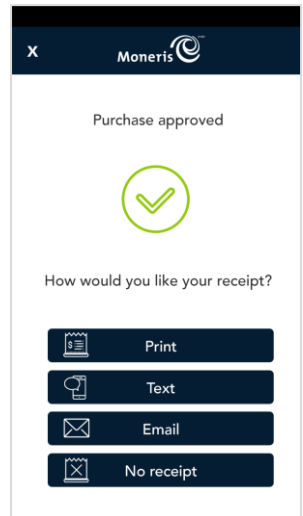 X
Moneris
Purchase approved
How would you like your receipt?
Print
Text
Email
No receipt